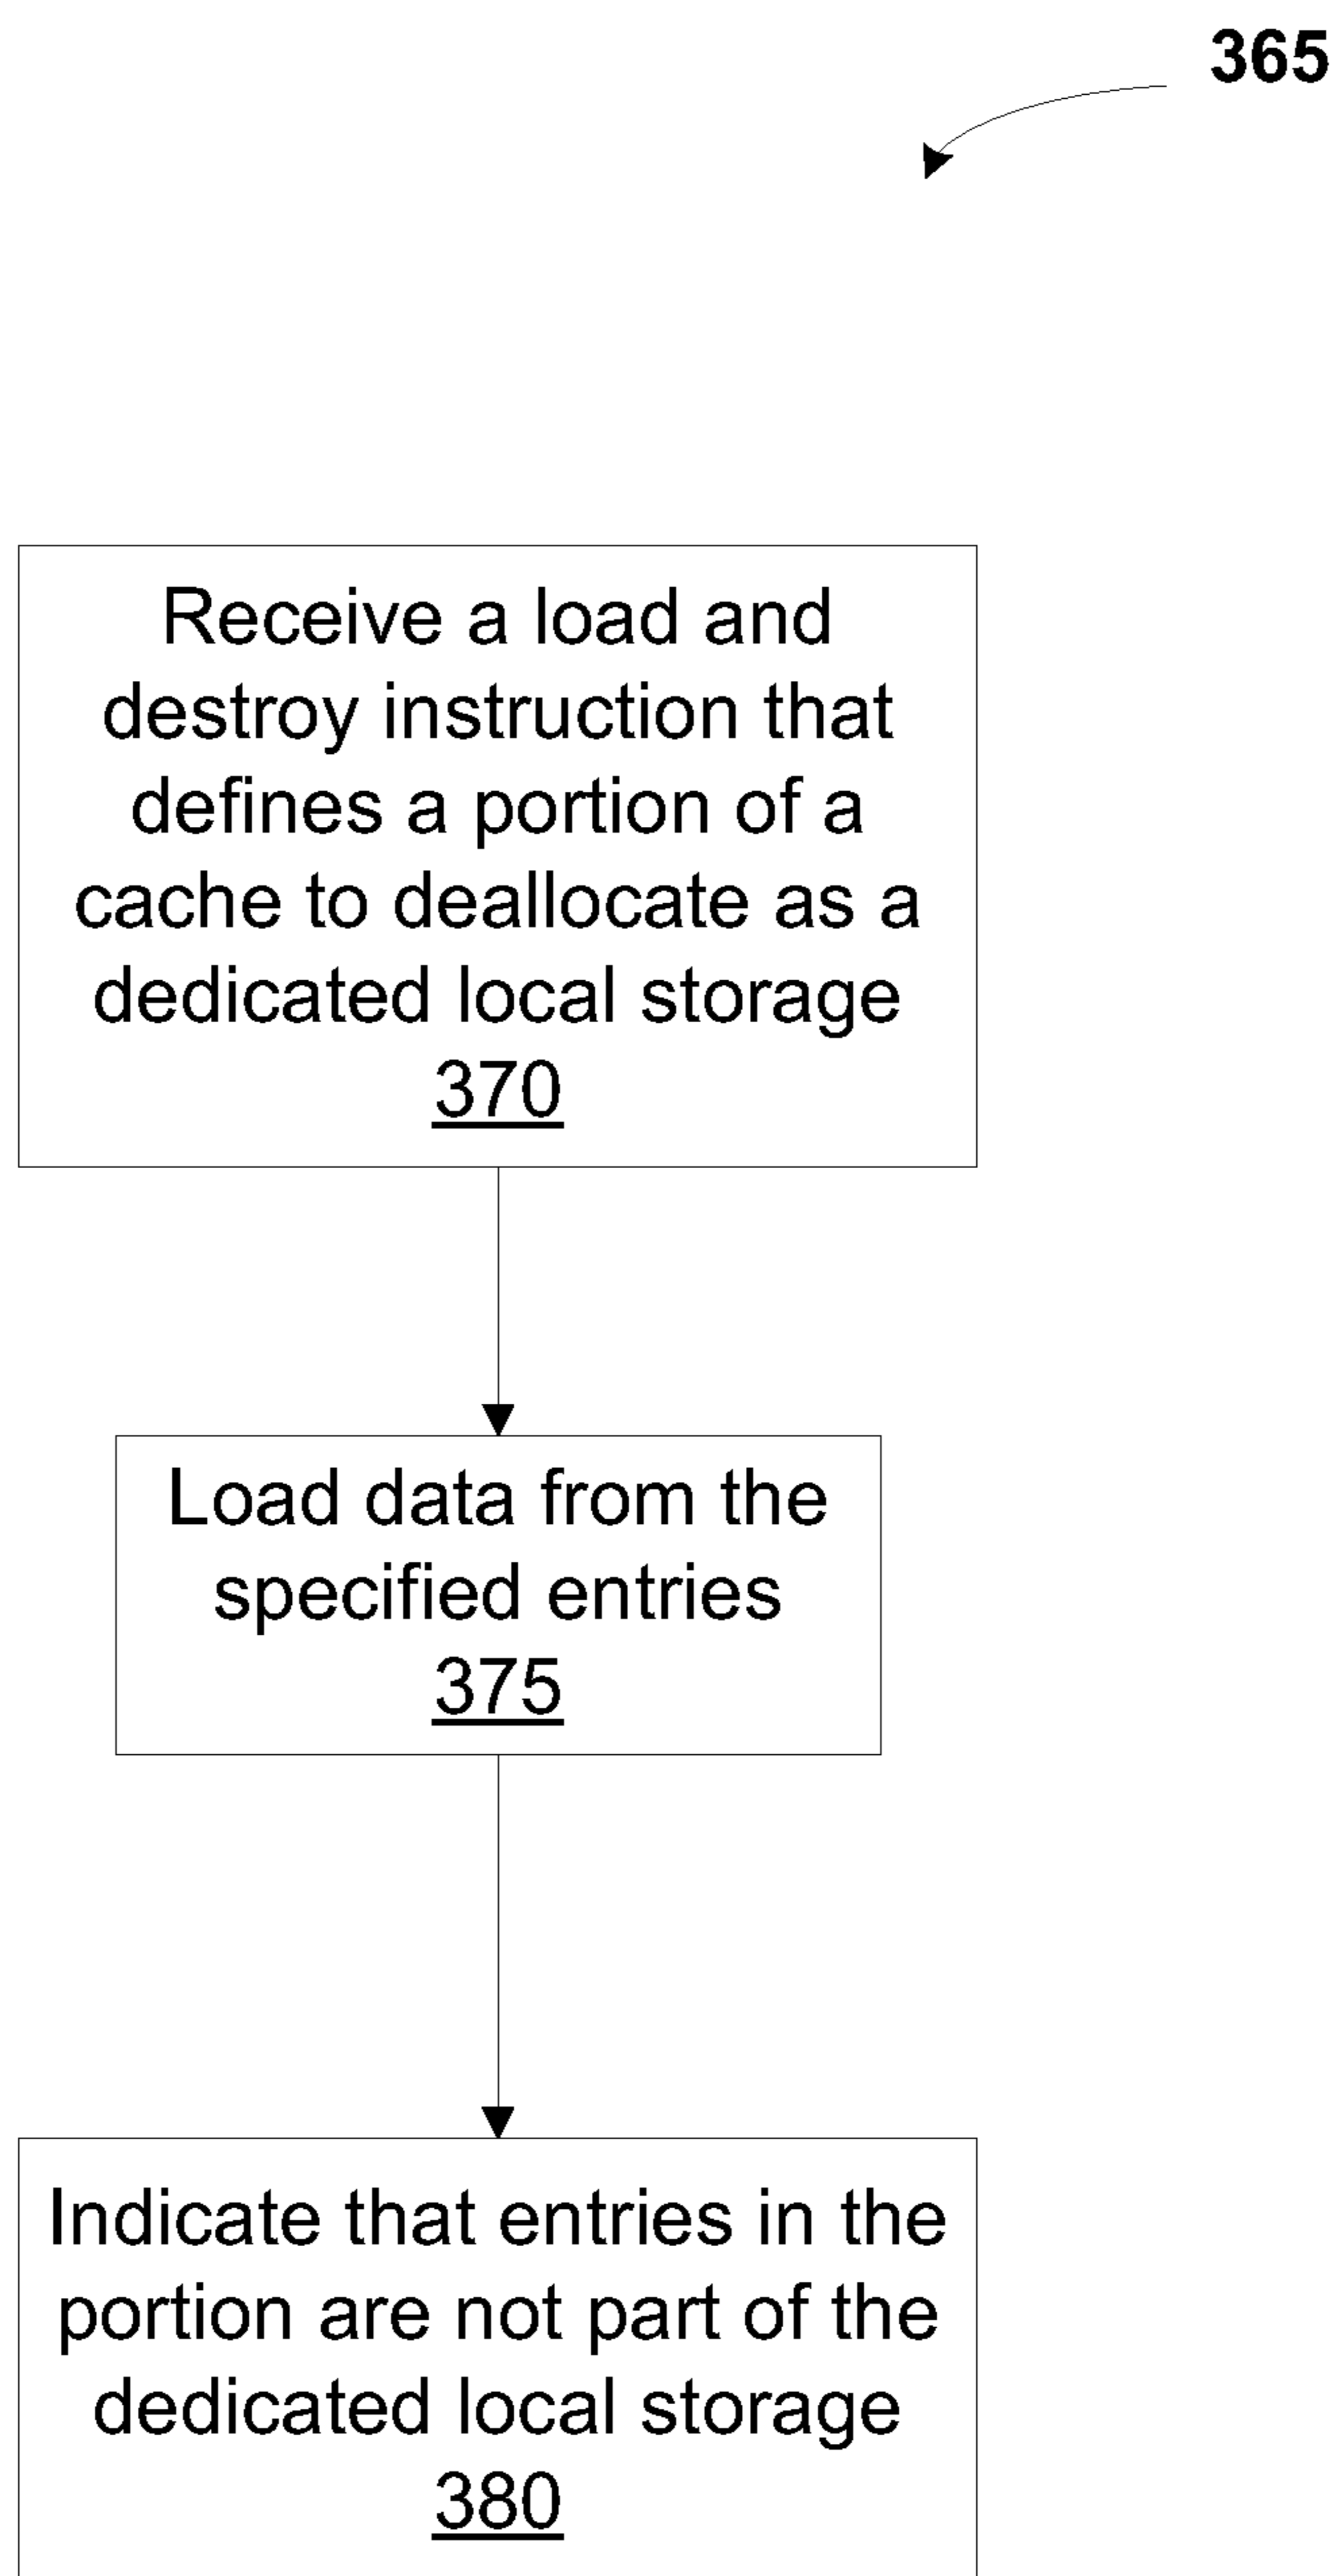 365
Receive a load and
destroy instruction that
defines a portion of a
cache to deallocate as a
dedicated local storage
370
Load data from the
specified entries
375
Indicate that entries in the
portion are not part of the
dedicated local storage
380